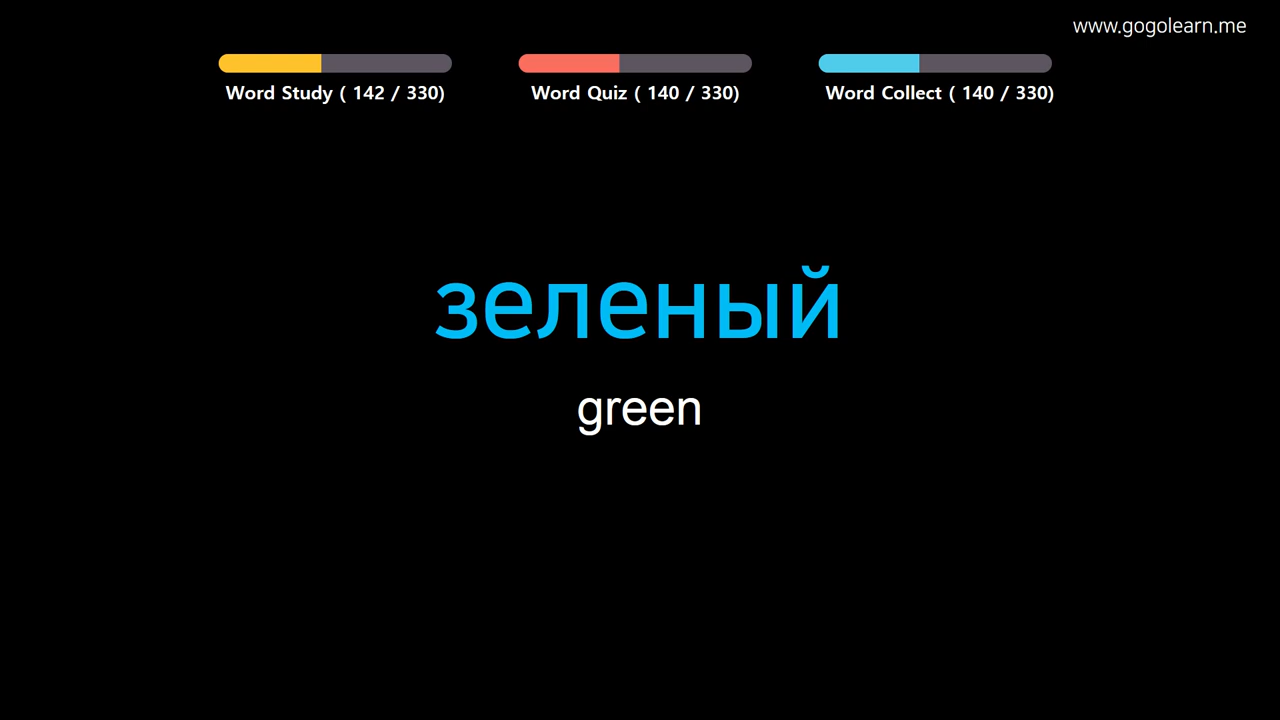 www.gogolearn.me
Word Study ( 142 / 330)
Word Quiz ( 140 / 330)
Word Collect ( 140 / 330)
зеленый
green